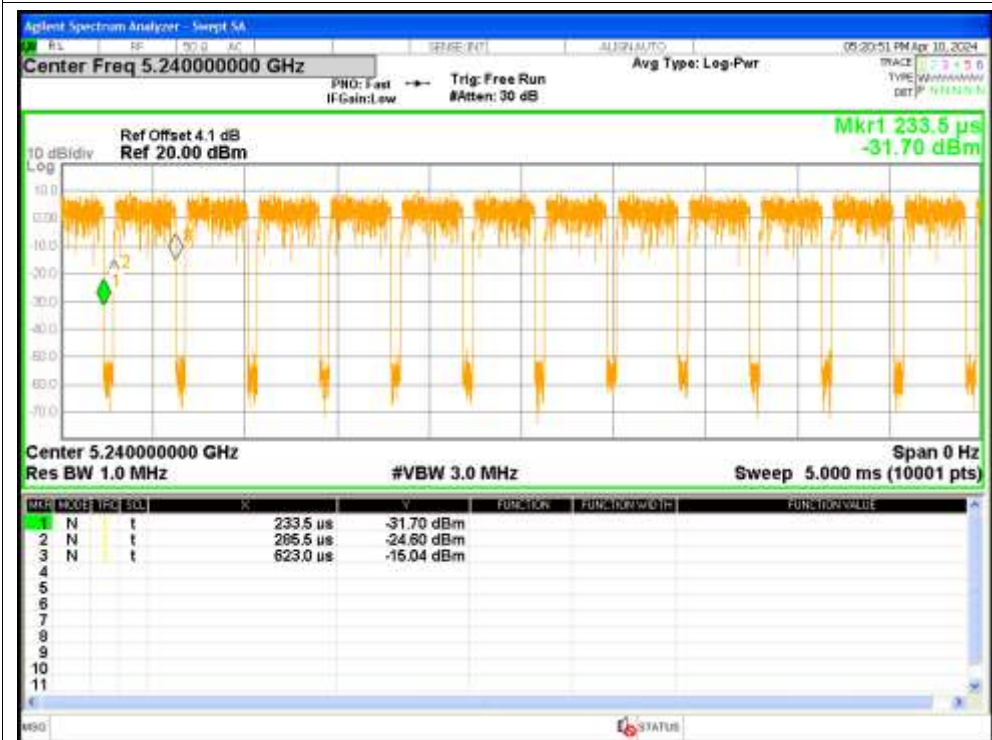 Agilent Spectrum Analyzer - Swept SA
RL RF 50 Ω AC SENSE:INT ALIGN AUTO 05:20:51 PM Apr 10, 2024
Center Freq 5.240000000 GHz Avg Type: Log-Pwr TRACE 1 2 3 4 5 6
PNO: Fast Trig: Free Run TYPE
IFGain:Low #Atten: 30 dB DET P N N N N N
Mkr1 233.5 µs
Ref Offset 4.1 dB
10 dB/div Ref 20.00 dBm -31.70 dBm
Log
10.0
0.00
-10.0
-20.0
-30.0
-40.0
-50.0
-60.0
-70.0
1
2
3
Center 5.240000000 GHz Span 0 Hz
Res BW 1.0 MHz #VBW 3.0 MHz Sweep 5.000 ms (10001 pts)
MKR MODE TRC SCL X Y FUNCTION FUNCTION WIDTH FUNCTION VALUE
1 N t 233.5 µs -31.70 dBm
2 N t 285.5 µs -24.60 dBm
3 N t 623.0 µs -15.04 dBm
4
5
6
7
8
9
10
11
MSG STATUS